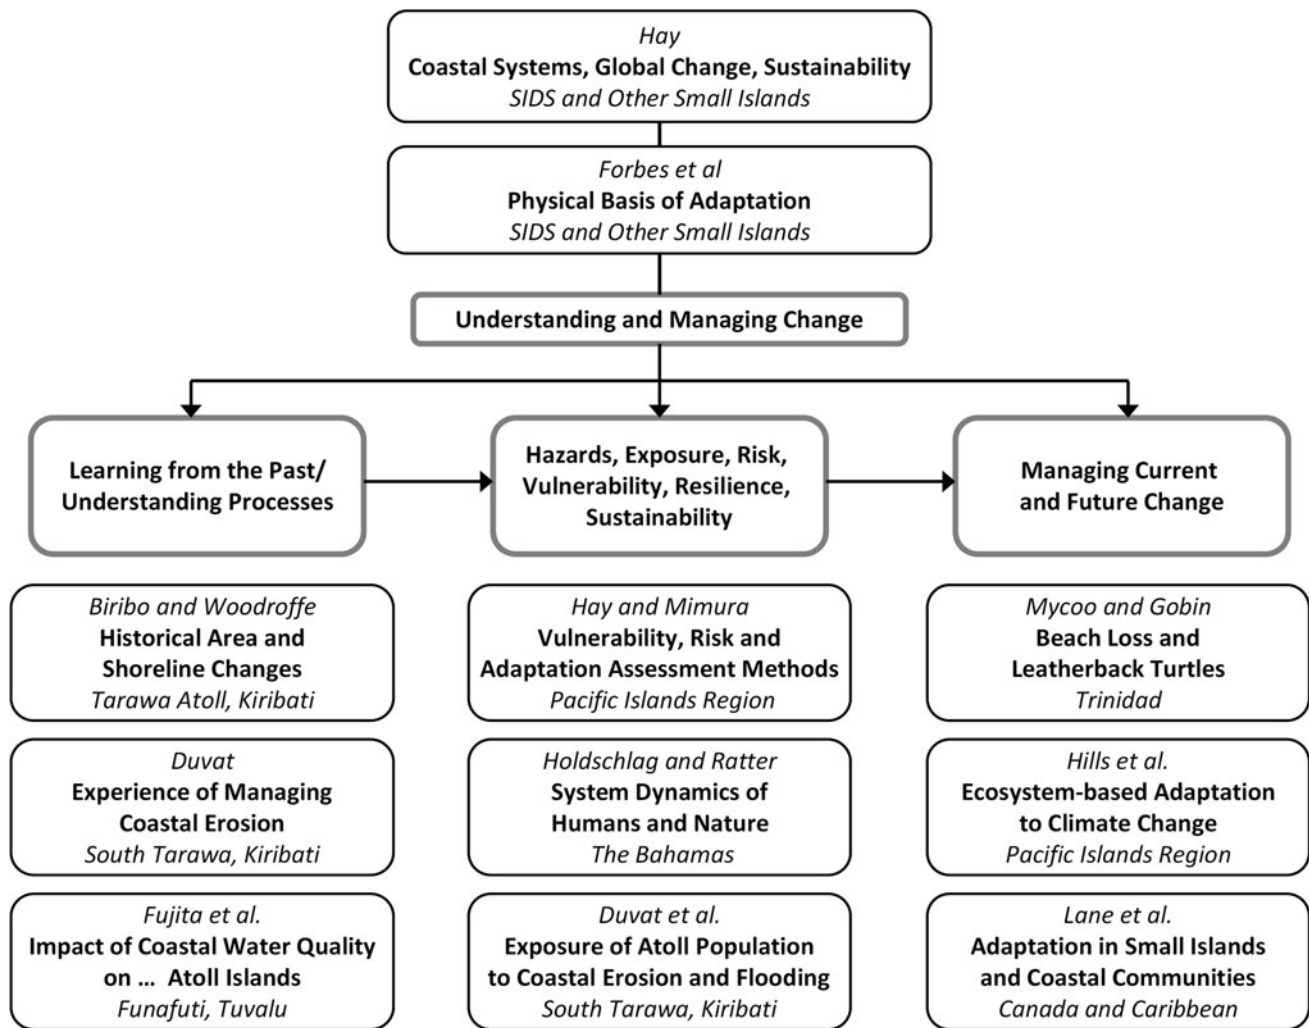 Hay
Coastal Systems, Global Change, Sustainability
SIDS and Other Small Islands
Forbes et al
Physical Basis of Adaptation
SIDS and Other Small Islands
Understanding and Managing Change
Learning from the Past/
Understanding Processes
Hazards, Exposure, Risk,
Vulnerability, Resilience,
Sustainability
Managing Current
and Future Change
Biribo and Woodroffe
Historical Area and
Shoreline Changes
Tarawa Atoll, Kiribati
Hay and Mimura
Vulnerability, Risk and
Adaptation Assessment Methods
Pacific Islands Region
Mycoo and Gobin
Beach Loss and
Leatherback Turtles
Trinidad
Duvat
Experience of Managing
Coastal Erosion
South Tarawa, Kiribati
Holdschlag and Ratter
System Dynamics of
Humans and Nature
The Bahamas
Hills et al.
Ecosystem-based Adaptation
to Climate Change
Pacific Islands Region
Fujita et al.
Impact of Coastal Water Quality
on ... Atoll Islands
Funafuti, Tuvalu
Duvat et al.
Exposure of Atoll Population
to Coastal Erosion and Flooding
South Tarawa, Kiribati
Lane et al.
Adaptation in Small Islands
and Coastal Communities
Canada and Caribbean